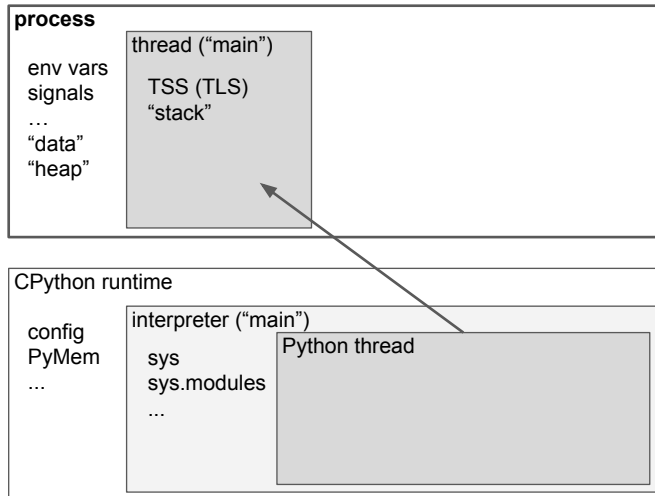 process
thread (“main”)
env vars
signals
…
“data”
“heap”
TSS (TLS)
“stack”
CPython runtime
config
PyMem
...
interpreter (“main”)
sys
sys.modules
...
Python thread